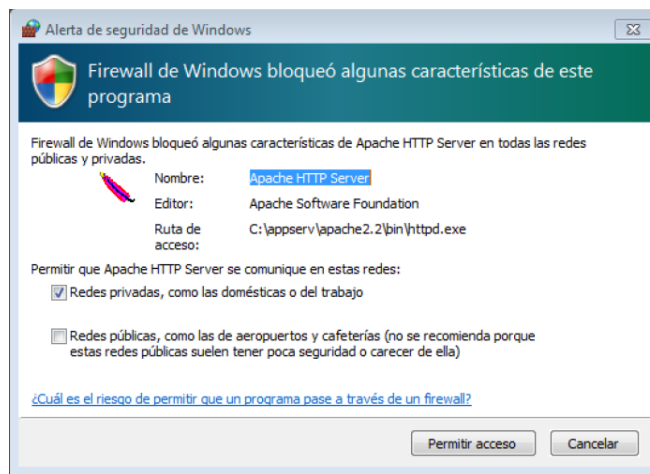 Alerta de seguridad de Windows
Firewall de Windows bloqueó algunas características de este
programa
Firewall de Windows bloqueó algunas características de Apache HTTP Server en todas las redes
públicas y privadas.
Nombre: Apache HTTP Server
Editor: Apache Software Foundation
Ruta de C:\appserv\apache2.2\bin\httpd.exe
acceso:
Permitir que Apache HTTP Server se comunique en estas redes:
Redes privadas, como las domésticas o del trabajo
Redes públicas, como las de aeropuertos y cafeterías (no se recomienda porque
estas redes públicas suelen tener poca seguridad o carecer de ella)
¿Cuál es el riesgo de permitir que un programa pase a través de un firewall?
Permitir acceso Cancelar